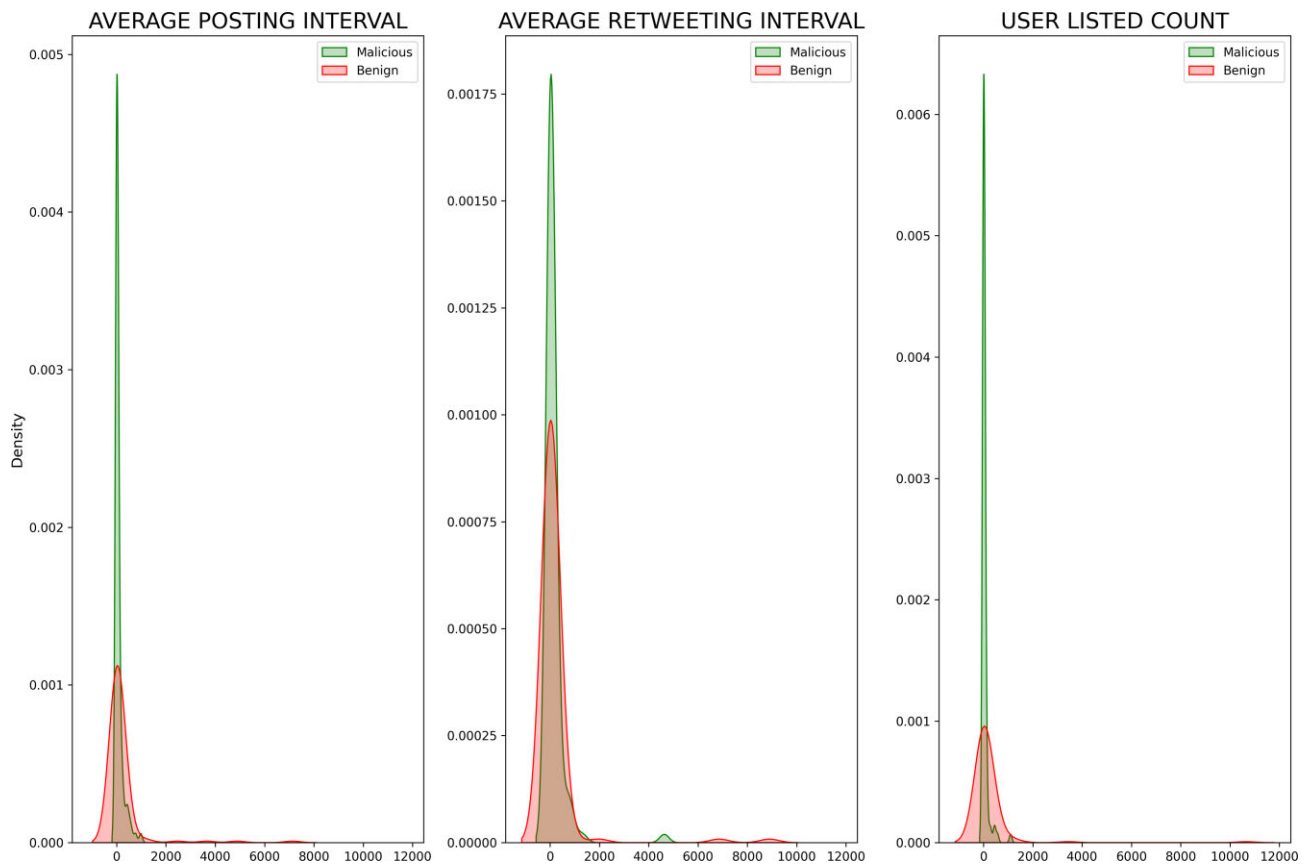 AVERAGE POSTING INTERVAL
Malicious
Benign
0.005
0.004
0.003
0.002
0.001
0.000
Density
0 2000 4000 6000 8000 10000 12000
AVERAGE RETWEETING INTERVAL
Malicious
Benign
0.00175
0.00150
0.00125
0.00100
0.00075
0.00050
0.00025
0.00000
0 2000 4000 6000 8000 10000 12000
USER LISTED COUNT
Malicious
Benign
0.006
0.005
0.004
0.003
0.002
0.001
0.000
0 2000 4000 6000 8000 10000 12000